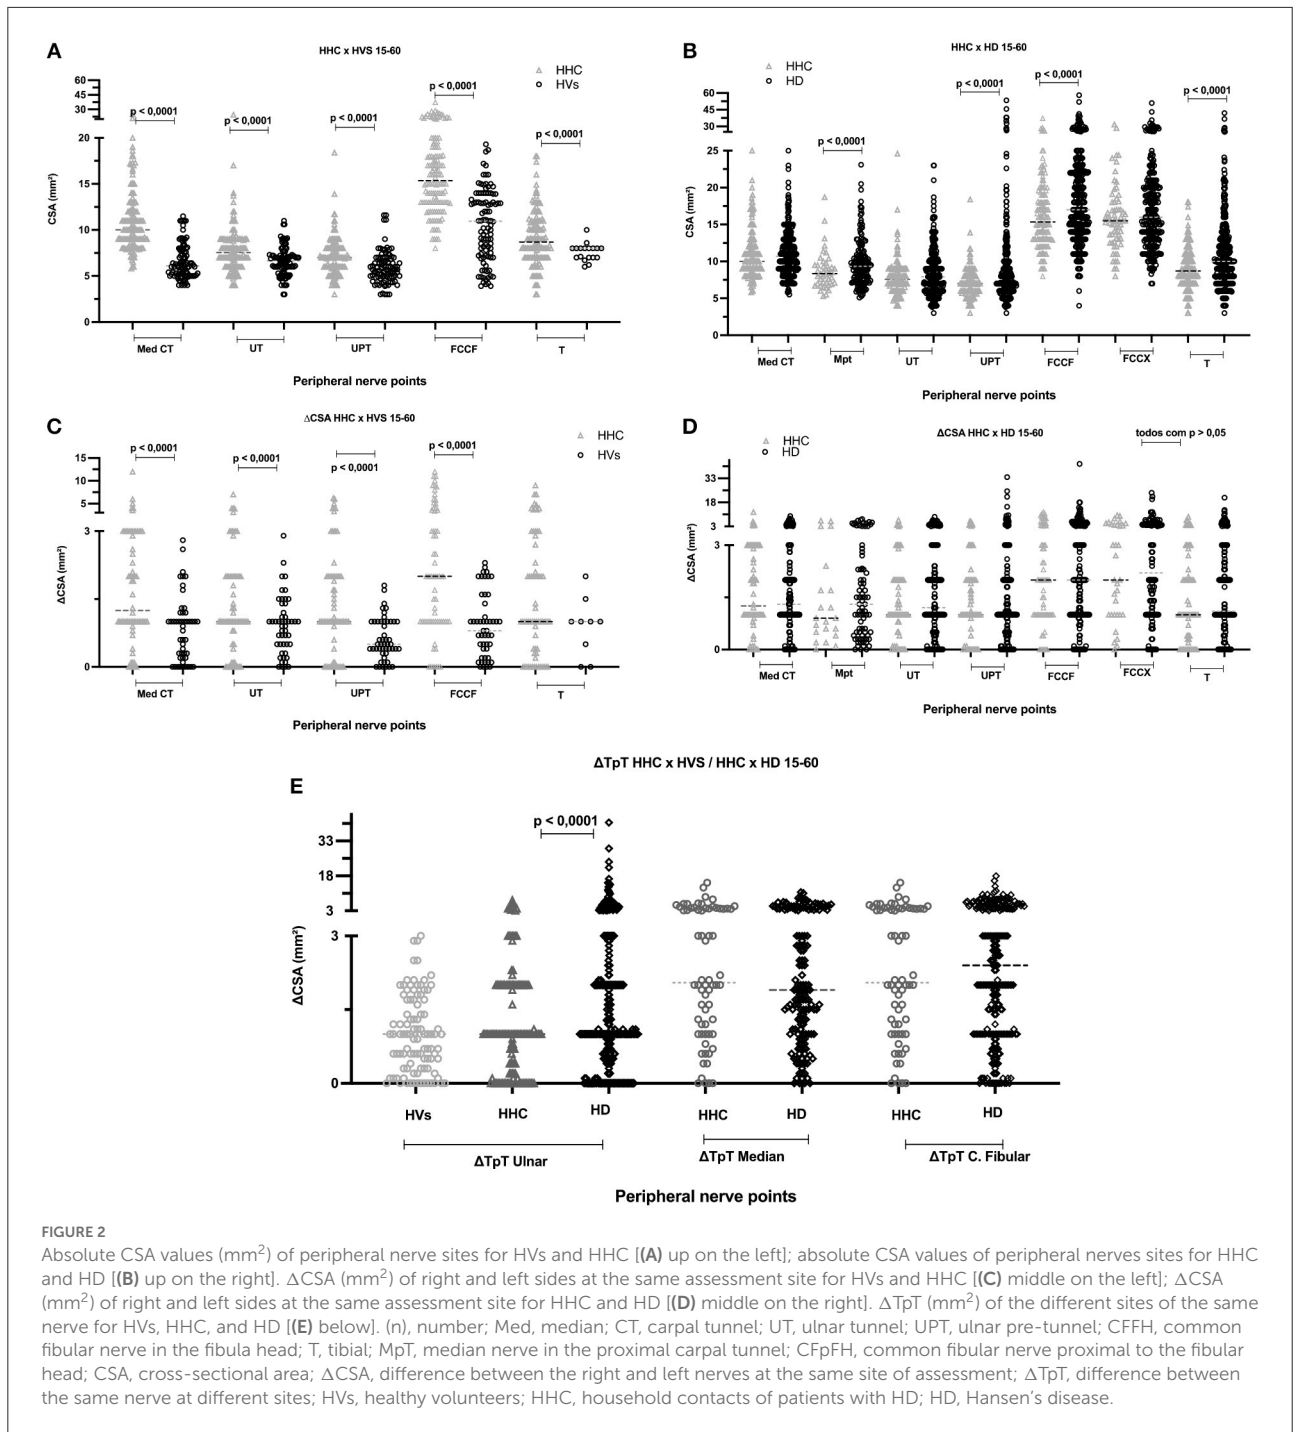 A
HHC x HVS 15-60
HHC
HVs
p < 0,0001
p < 0,0001
p < 0,0001
p < 0,0001
p < 0,0001
60
45
30
20
15
10
5
0
CSA (mm²)
Med CT
UT
UPT
FCCF
T
Peripheral nerve points
B
HHC x HD 15-60
HHC
HD
p < 0,0001
p < 0,0001
p < 0,0001
p < 0,0001
60
45
30
25
20
15
10
5
0
CSA (mm²)
Med CT
Mpt
UT
UPT
FCCF
FCCX
T
Peripheral nerve points
C
ΔCSA HHC x HVS 15-60
HHC
HVs
p < 0,0001
p < 0,0001
p < 0,0001
p < 0,0001
15
10
5
3
0
ΔCSA (mm²)
Med CT
UT
UPT
FCCF
T
Peripheral nerve points
D
ΔCSA HHC x HD 15-60
todos com p > 0,05
HHC
HD
33
18
3
3
0
ΔCSA (mm²)
Med CT
Mpt
UT
UPT
FCCF
FCCX
T
Peripheral nerve points
ΔTpT HHC x HVS / HHC x HD 15-60
E
p < 0,0001
33
18
3
3
0
ΔCSA (mm²)
HVs
HHC
HD
HHC
HD
HHC
HD
ΔTpT Ulnar
ΔTpT Median
ΔTpT C. Fibular
Peripheral nerve points
FIGURE 2
Absolute CSA values (mm²) of peripheral nerve sites for HVs and HHC [(A) up on the left]; absolute CSA values of peripheral nerves sites for HHC
and HD [(B) up on the right]. ΔCSA (mm²) of right and left sides at the same assessment site for HVs and HHC [(C) middle on the left]; ΔCSA
(mm²) of right and left sides at the same assessment site for HHC and HD [(D) middle on the right]. ΔTpT (mm²) of the different sites of the same
nerve for HVs, HHC, and HD [(E) below]. (n), number; Med, median; CT, carpal tunnel; UT, ulnar tunnel; UPT, ulnar pre-tunnel; CFFH, common
fibular nerve in the fibula head; T, tibial; MpT, median nerve in the proximal carpal tunnel; CFpFH, common fibular nerve proximal to the fibular
head; CSA, cross-sectional area; ΔCSA, difference between the right and left nerves at the same site of assessment; ΔTpT, difference between
the same nerve at different sites; HVs, healthy volunteers; HHC, household contacts of patients with HD; HD, Hansen's disease.